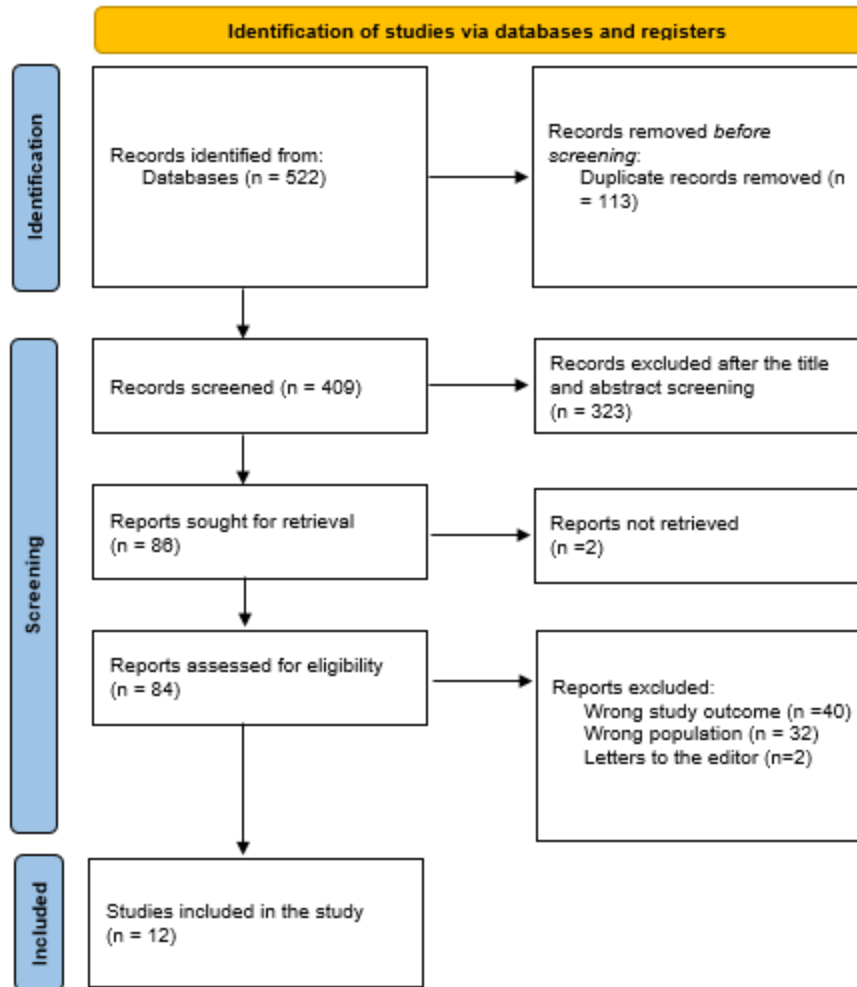 Identification of studies via databases and registers
Identification
Records identified from:
Databases (n = 522)
Records removed before
screening:
Duplicate records removed (n
= 113)
Screening
Records screened (n = 409)
Records excluded after the title
and abstract screening
(n = 323)
Reports sought for retrieval
(n = 86)
Reports not retrieved
(n =2)
Reports assessed for eligibility
(n = 84)
Reports excluded:
Wrong study outcome (n =40)
Wrong population (n = 32)
Letters to the editor (n=2)
Included
Studies included in the study
(n = 12)